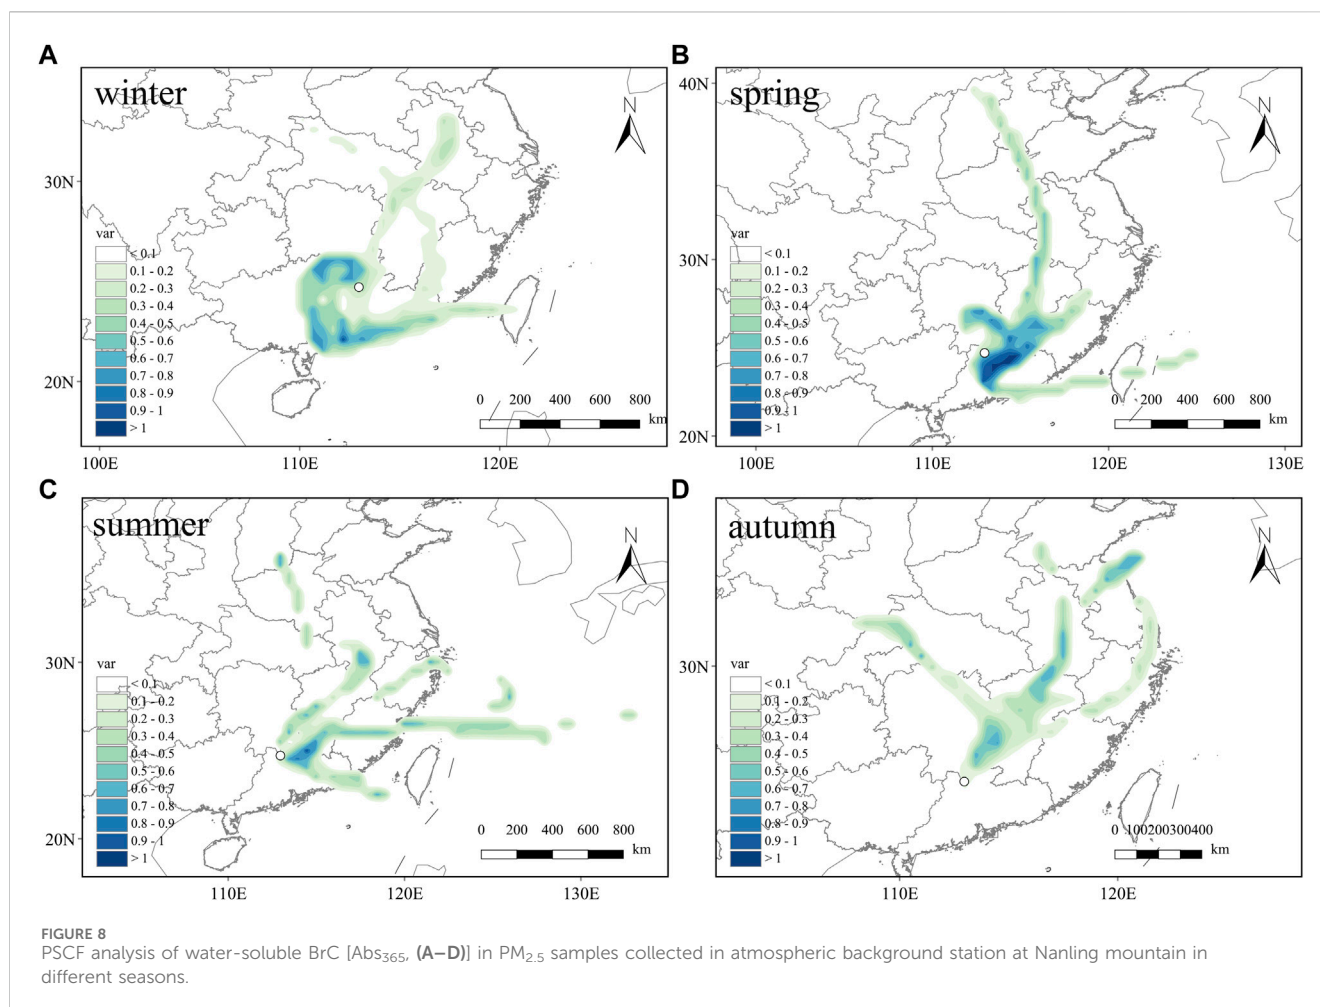 A
winter
N
30N
20N
var
< 0.1
0.1 - 0.2
0.2 - 0.3
0.3 - 0.4
0.4 - 0.5
0.5 - 0.6
0.6 - 0.7
0.7 - 0.8
0.8 - 0.9
0.9 - 1
> 1
0 200 400 600 800
km
100E 110E 120E
B
spring
N
40N
30N
20N
var
< 0.1
0.1 - 0.2
0.2 - 0.3
0.3 - 0.4
0.4 - 0.5
0.5 - 0.6
0.6 - 0.7
0.7 - 0.8
0.8 - 0.9
0.9 - 1
> 1
0 200 400 600 800
km
100E 110E 120E 130E
C
summer
N
30N
20N
var
< 0.1
0.1 - 0.2
0.2 - 0.3
0.3 - 0.4
0.4 - 0.5
0.5 - 0.6
0.6 - 0.7
0.7 - 0.8
0.8 - 0.9
0.9 - 1
> 1
0 200 400 600 800
km
110E 120E 130E
D
autumn
N
30N
var
< 0.1
0.1 - 0.2
0.2 - 0.3
0.3 - 0.4
0.4 - 0.5
0.5 - 0.6
0.6 - 0.7
0.7 - 0.8
0.8 - 0.9
0.9 - 1
> 1
0 100200300400
km
110E 120E
FIGURE 8
PSCF analysis of water-soluble BrC [Abs365, (A–D)] in PM2.5 samples collected in atmospheric background station at Nanling mountain in
different seasons.